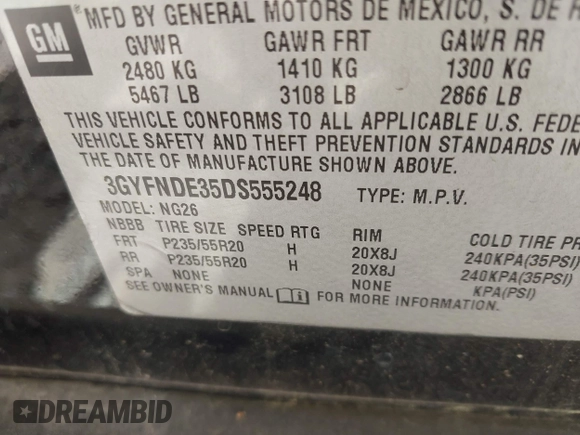 GM
MFD BY GENERAL MOTORS DE MEXICO, S. DE R
GVWR GAWR FRT GAWR RR
2480 KG 1410 KG 1300 KG
5467 LB 3108 LB 2866 LB
THIS VEHICLE CONFORMS TO ALL APPLICABLE U.S. FEDE
VEHICLE SAFETY AND THEFT PREVENTION STANDARDS IN
THE DATE OF MANUFACTURE SHOWN ABOVE.
3GYFNDE35DS555248 TYPE: M.P.V.
MODEL: NG26
NBBB TIRE SIZE SPEED RTG RIM COLD TIRE PR
FRT P235/55R20 H 20X8J 240KPA(35PSI)
RR P235/55R20 H 20X8J 240KPA(35PSI)
SPA NONE NONE KPA(PSI)
SEE OWNER'S MANUAL i FOR MORE INFORMATION.
DREAMBID